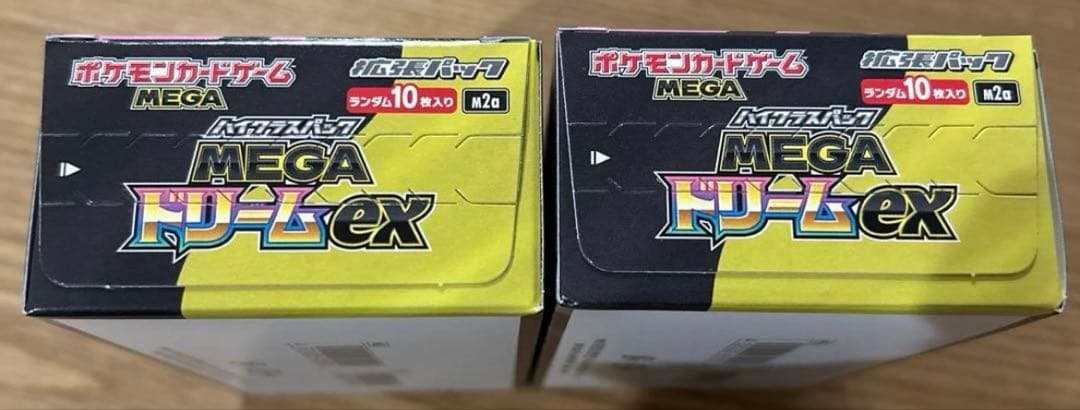 ポケモンカードゲーム
MEGA
拡張パック
ランダム10枚入り
M2a
ハイクラスパック
MEGA
ドリームex
ポケモンカードゲーム
MEGA
拡張パック
ランダム10枚入り
M2a
ハイクラスパック
MEGA
ドリームex